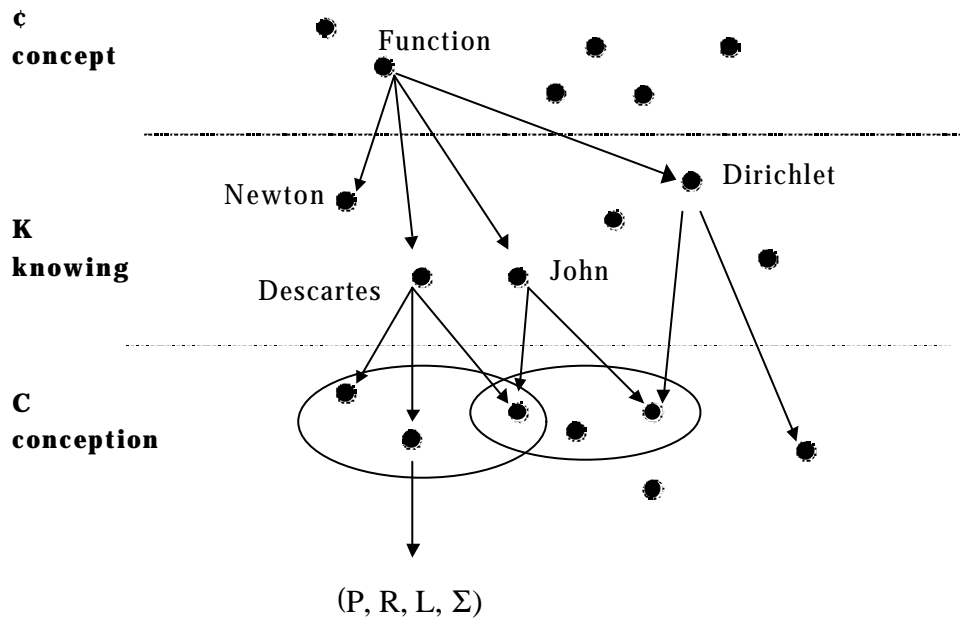 ¢
concept
Function
Newton
Dirichlet
K
knowing
Descartes
John
C
conception
(P, R, L, Σ)